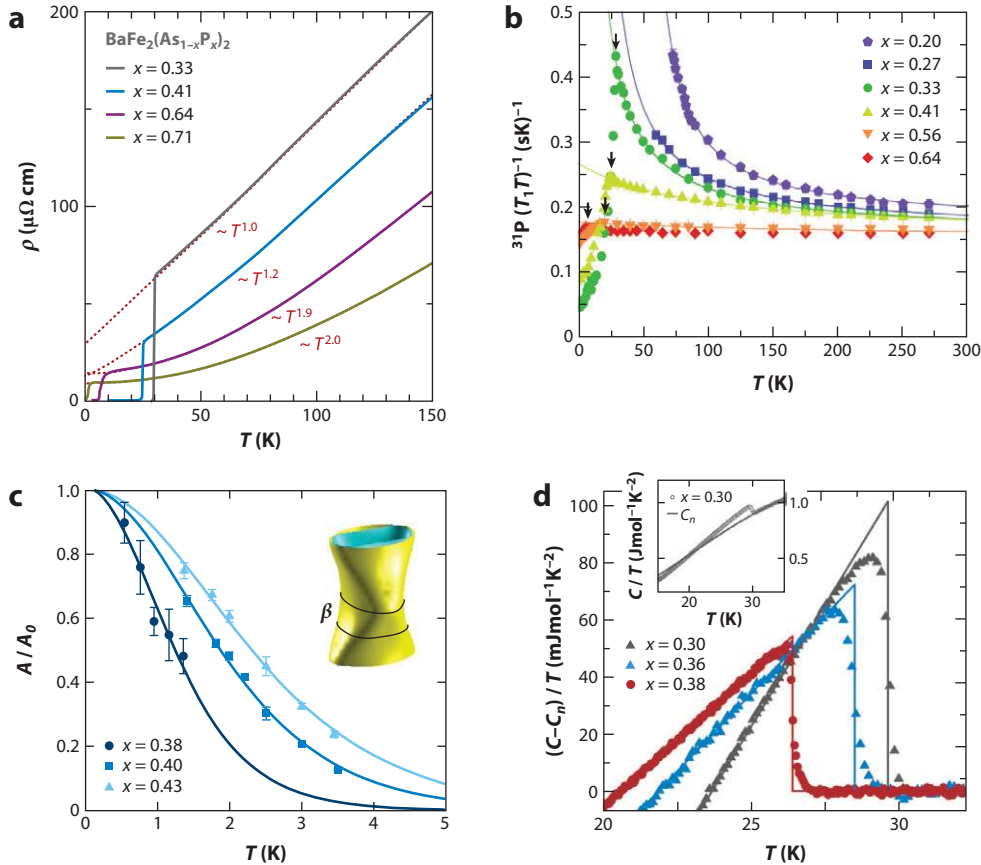 a
BaFe₂(As₁₋ₓPₓ)₂
x = 0.33
x = 0.41
x = 0.64
x = 0.71
~ T^1.0
~ T^1.2
~ T^1.9
~ T^2.0
200
100
0
ρ (μΩ cm)
0 50 100 150
T (K)
b
x = 0.20
x = 0.27
x = 0.33
x = 0.41
x = 0.56
x = 0.64
0.5
0.4
0.3
0.2
0.1
0
³¹P (T₁T)⁻¹ (sK)⁻¹
0 50 100 150 200 250 300
T (K)
c
1.0
0.8
0.6
0.4
0.2
0
A / A₀
β
x = 0.38
x = 0.40
x = 0.43
0 1 2 3 4 5
T (K)
d
x = 0.30
Cₙ
1.0
0.5
C / T (Jmol⁻¹K⁻²)
20 30
T (K)
x = 0.30
x = 0.36
x = 0.38
100
80
60
40
20
0
(C–Cₙ) / T (mJmol⁻¹K⁻²)
20 25 30
T (K)